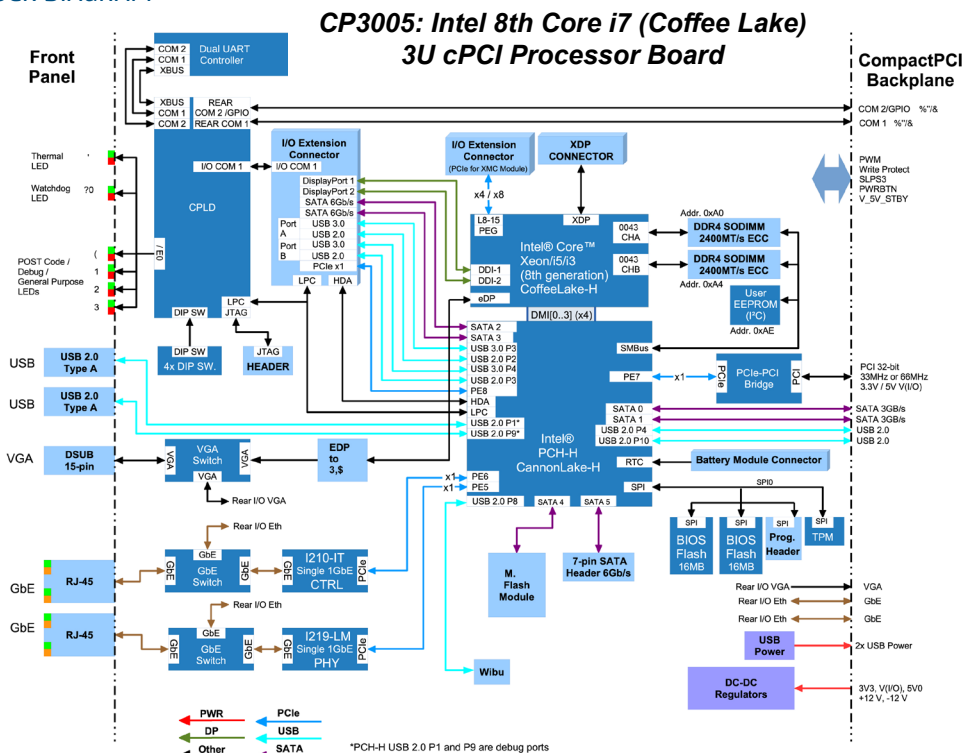 CP3005: Intel 8th Core i7 (Coffee Lake)
3U cPCI Processor Board
Front
Panel
CompactPCI
Backplane
COM 2
COM 1
XBUS
Dual UART
Controller
XBUS
COM 1
COM 2
REAR
COM 2 /GPIO
REAR COM 1
COM 2/GPIO %"/&
COM 1 %"/&
I/O COM 1
CPLD
/ E0
LPC
JTAG
DIP SW
DIP SW
4x DIP SW.
JTAG
HEADER
Thermal '
LED
Watchdog ?0
LED
POST Code /
Debug /
General Purpose
LEDs
(
1
2
3
I/O Extension
Connector
I/O COM 1
DisplayPort 1
DisplayPort 2
SATA 6Gb/s
SATA 6Gb/s
Port A
USB 3.0
USB 2.0
Port B
USB 3.0
USB 2.0
PCIe x1
LPC
HDA
I/O Extension
Connector
(PCIe for XMC Module)
x4 / x8
XDP
CONNECTOR
L8-15
PEG
XDP
Intel® Core™
Xeon/i5/i3
(8th generation)
CoffeeLake-H
DDI-1
DDI-2
eDP
0043
CHA
0043
CHB
DMI[0..3] (x4)
Addr. 0xA0
DDR4 SODIMM
2400MT/s ECC
DDR4 SODIMM
2400MT/s ECC
Addr. 0xA4
User
EEPROM
(I²C)
Addr. 0xAE
PWM
Write Protect
SLPS3
PWRBTN
V_5V_STBY
SATA 2
SATA 3
USB 3.0 P3
USB 2.0 P2
USB 3.0 P4
USB 2.0 P3
PE8
HDA
LPC
USB 2.0 P1*
USB 2.0 P9*
Intel®
PCH-H
CannonLake-H
PE6
PE5
x1
x1
USB 2.0 P8
SATA 4
SATA 5
SMBus
PE7
x1
PCIe
PCIe-PCI
Bridge
PCI
PCI 32-bit
33MHz or 66MHz
3.3V / 5V V(I/O)
SATA 0
SATA 1
USB 2.0 P4
USB 2.0 P10
SATA 3GB/s
SATA 3GB/s
USB 2.0
USB 2.0
RTC
Battery Module Connector
SPI
SPI0
SPI
BIOS
Flash
16MB
SPI
BIOS
Flash
16MB
SPI
Prog.
Header
SPI
TPM
USB
USB 2.0
Type A
USB
USB 2.0
Type A
VGA
DSUB
15-pin
VGA
VGA
Switch
VGA
VGA
Rear I/O VGA
EDP
to
3,$
Rear I/O Eth
GbE
RJ-45
GbE
GbE
GbE
Switch
GbE
GbE
I210-IT
Single 1GbE
CTRL
PCIe
Rear I/O Eth
GbE
RJ-45
GbE
GbE
GbE
Switch
GbE
GbE
I219-LM
Single 1GbE
PHY
PCIe
M.
Flash
Module
7-pin SATA
Header 6Gb/s
Wibu
Rear I/O VGA
VGA
Rear I/O Eth
GbE
Rear I/O Eth
GbE
USB
Power
2x USB Power
DC-DC
Regulators
3V3, V(I/O), 5V0
+12 V, -12 V
PWR
PCIe
DP
USB
Other
SATA
*PCH-H USB 2.0 P1 and P9 are debug ports